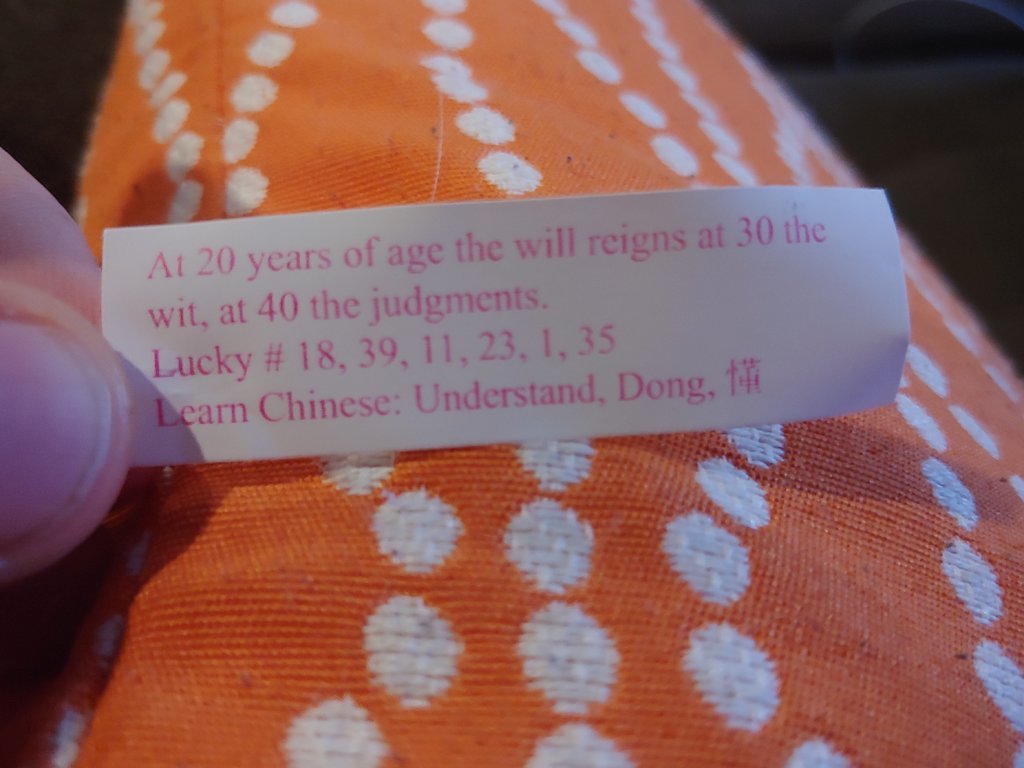 At 20 years of age the will reigns at 30 the
wit, at 40 the judgments.
Lucky # 18, 39, 11, 23, 1, 35
Learn Chinese: Understand, Dong, 懂